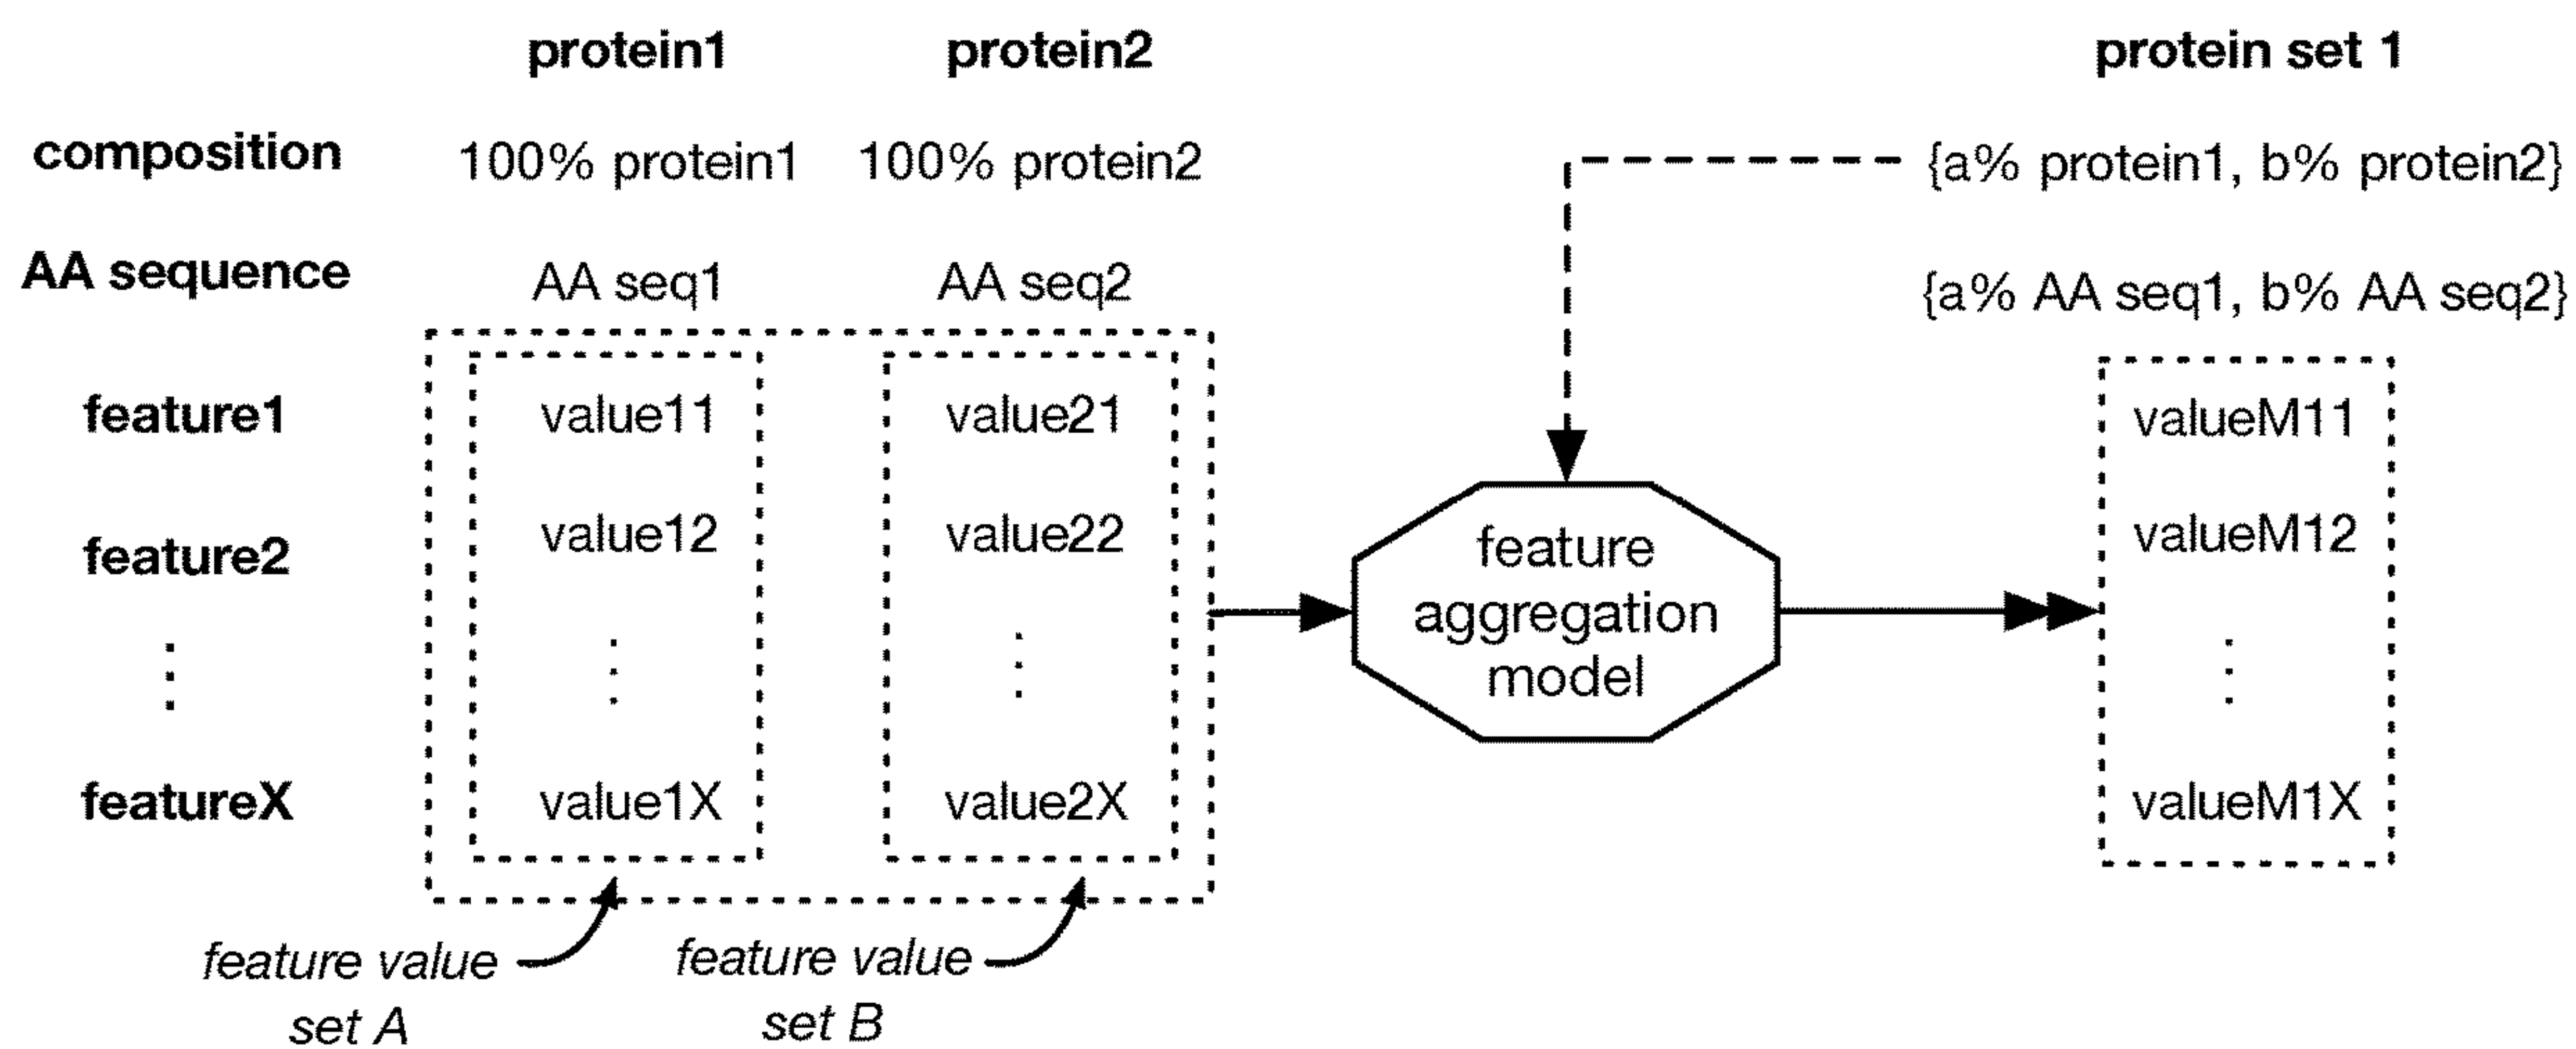 protein1 protein2 protein set 1
composition 100% protein1 100% protein2 {a% protein1, b% protein2}
AA sequence AA seq1 AA seq2 {a% AA seq1, b% AA seq2}
feature1 value11 value21 valueM11
feature2 value12 value22 valueM12
feature
aggregation
model
featureX value1X value2X valueM1X
feature value
set A
feature value
set B